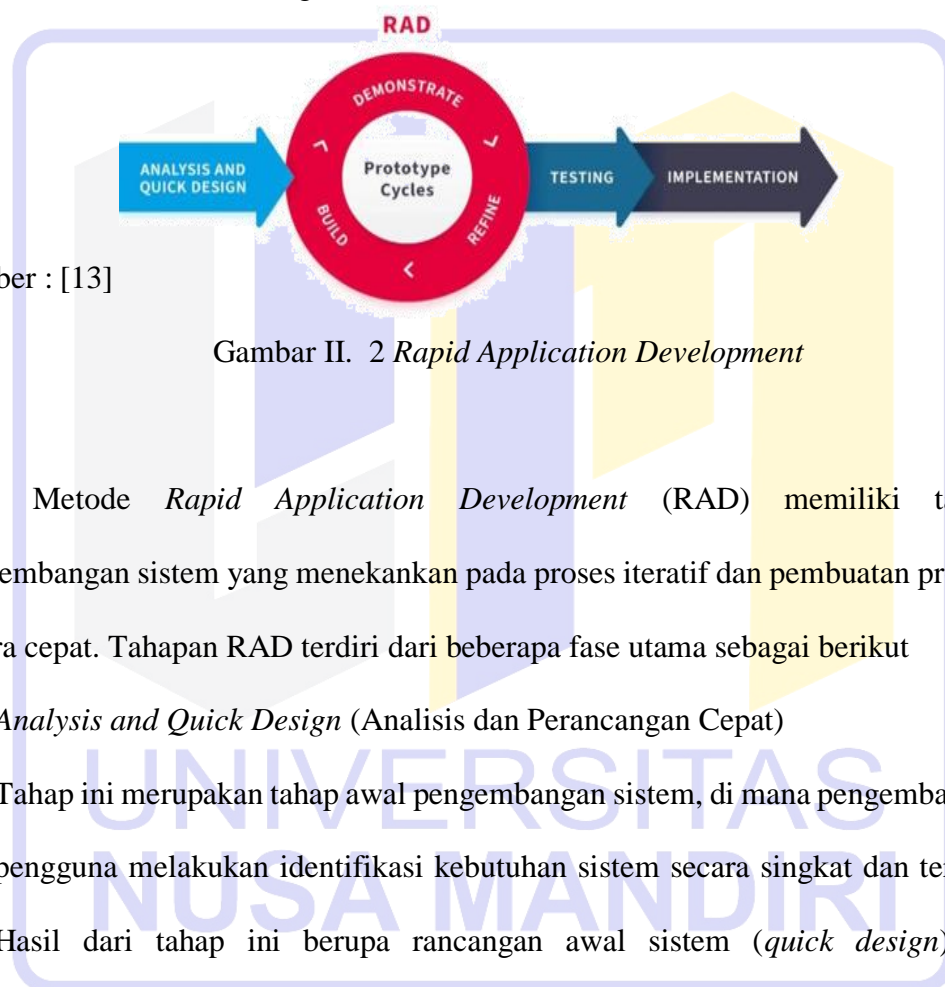 RAD
DEMONSTRATE
ANALYSIS AND
QUICK DESIGN
Prototype
Cycles
BUILD
REFINE
TESTING
IMPLEMENTATION
ber : [13]
Gambar II. 2 Rapid Application Development
Metode Rapid Application Development (RAD) memiliki ta
embangan sistem yang menekankan pada proses iteratif dan pembuatan pr
ra cepat. Tahapan RAD terdiri dari beberapa fase utama sebagai berikut
Analysis and Quick Design (Analisis dan Perancangan Cepat)
Tahap ini merupakan tahap awal pengembangan sistem, di mana pengemba
pengguna melakukan identifikasi kebutuhan sistem secara singkat dan te
Hasil dari tahap ini berupa rancangan awal sistem (quick design)
UNIVERSITAS
NUSA MANDIRI